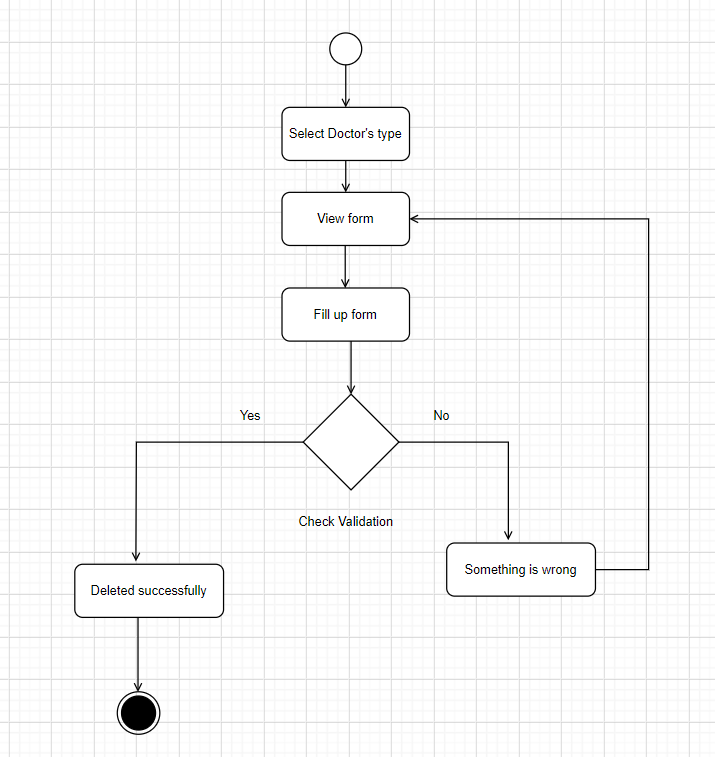 Select Doctor's type
View form
Fill up form
Yes
No
Check Validation
Something is wrong
Deleted successfully